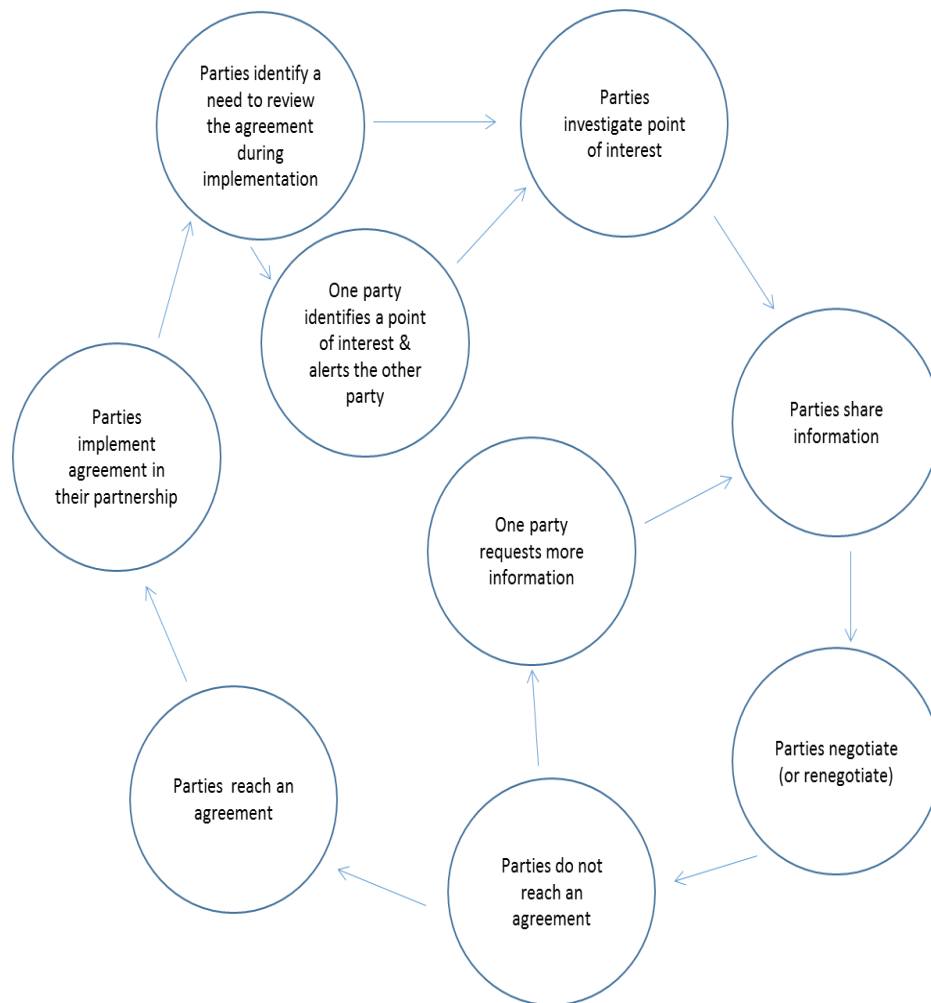 Parties identify a
need to review
the agreement
during
implementation
Parties
investigate point
of interest
One party
identifies a point
of interest &
alerts the other
party
Parties share
information
Parties
implement
agreement in
their partnership
One party
requests more
information
Parties negotiate
(or renegotiate)
Parties reach an
agreement
Parties do not
reach an
agreement